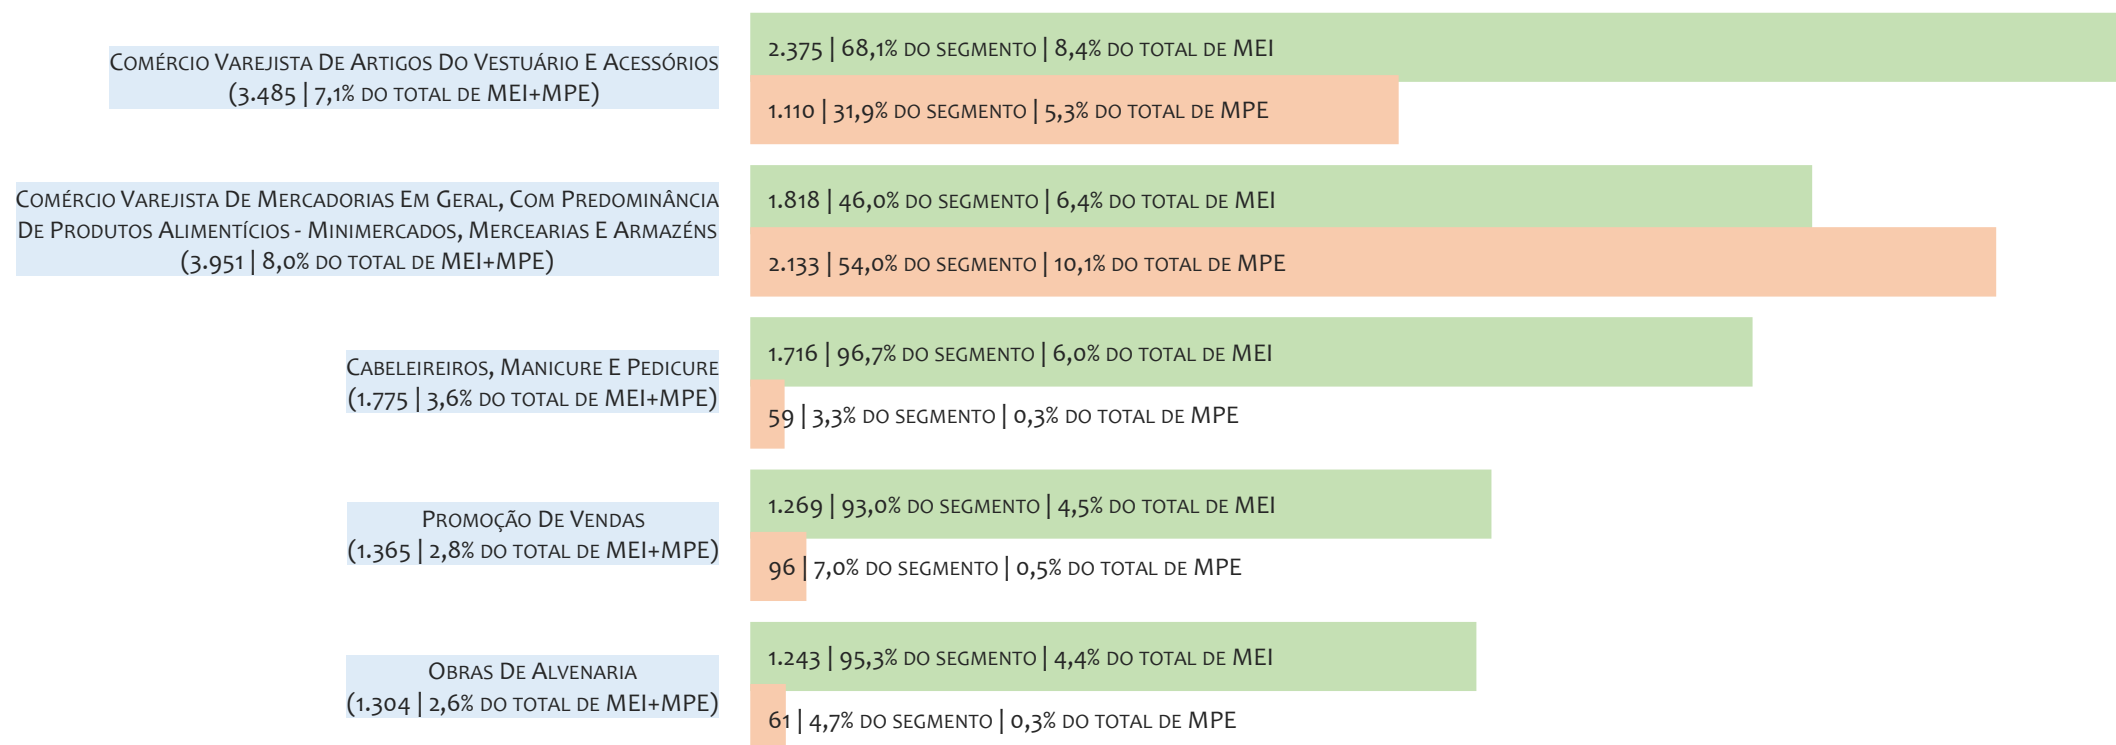 Comércio Varejista De Artigos Do Vestuário E Acessórios
(3.485 | 7,1% do total de MEI+MPE)
2.375 | 68,1% do segmento | 8,4% do total de MEI
1.110 | 31,9% do segmento | 5,3% do total de MPE
Comércio Varejista De Mercadorias Em Geral, Com Predominância
De Produtos Alimentícios - Minimercados, Mercearias E Armazéns
(3.951 | 8,0% do total de MEI+MPE)
1.818 | 46,0% do segmento | 6,4% do total de MEI
2.133 | 54,0% do segmento | 10,1% do total de MPE
Cabeleireiros, Manicure E Pedicure
(1.775 | 3,6% do total de MEI+MPE)
1.716 | 96,7% do segmento | 6,0% do total de MEI
59 | 3,3% do segmento | 0,3% do total de MPE
Promoção De Vendas
(1.365 | 2,8% do total de MEI+MPE)
1.269 | 93,0% do segmento | 4,5% do total de MEI
96 | 7,0% do segmento | 0,5% do total de MPE
Obras De Alvenaria
(1.304 | 2,6% do total de MEI+MPE)
1.243 | 95,3% do segmento | 4,4% do total de MEI
61 | 4,7% do segmento | 0,3% do total de MPE